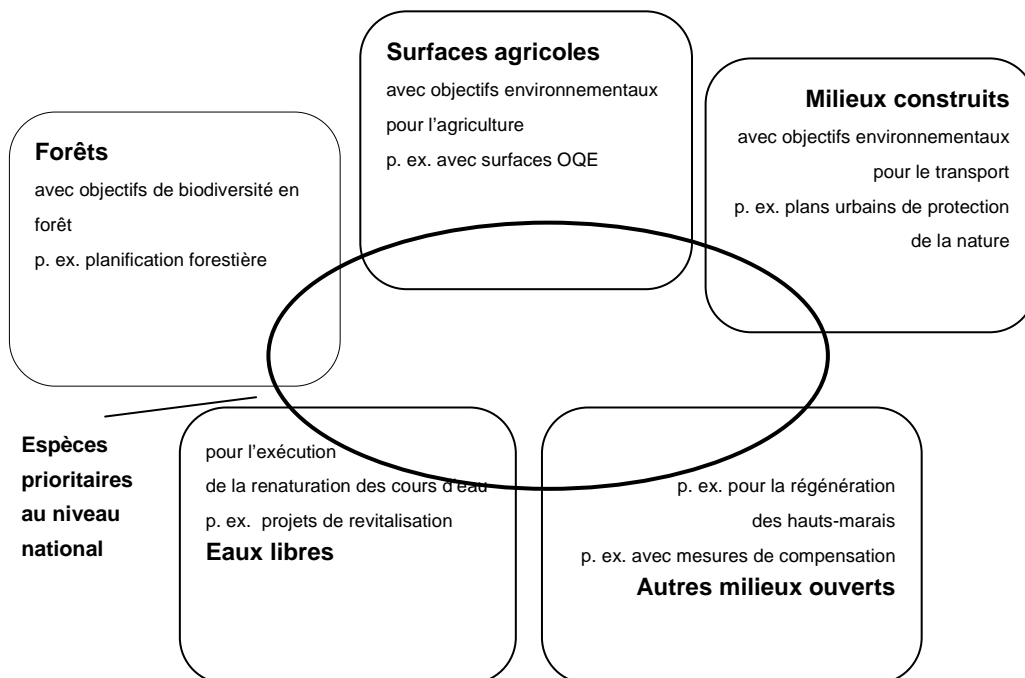 Surfaces agricoles
avec objectifs environnementaux
pour l'agriculture
p. ex. avec surfaces OQE
Milieux construits
avec objectifs environnementaux
pour le transport
p. ex. plans urbains de protection
de la nature
Forêts
avec objectifs de biodiversité en
forêt
p. ex. planification forestière
Espèces
prioritaires
au niveau
national
pour l'exécution
de la renaturation des cours d'eau
p. ex. projets de revitalisation
Eaux libres
p. ex. pour la régénération
des hauts-marais
p. ex. avec mesures de compensation
Autres milieux ouverts